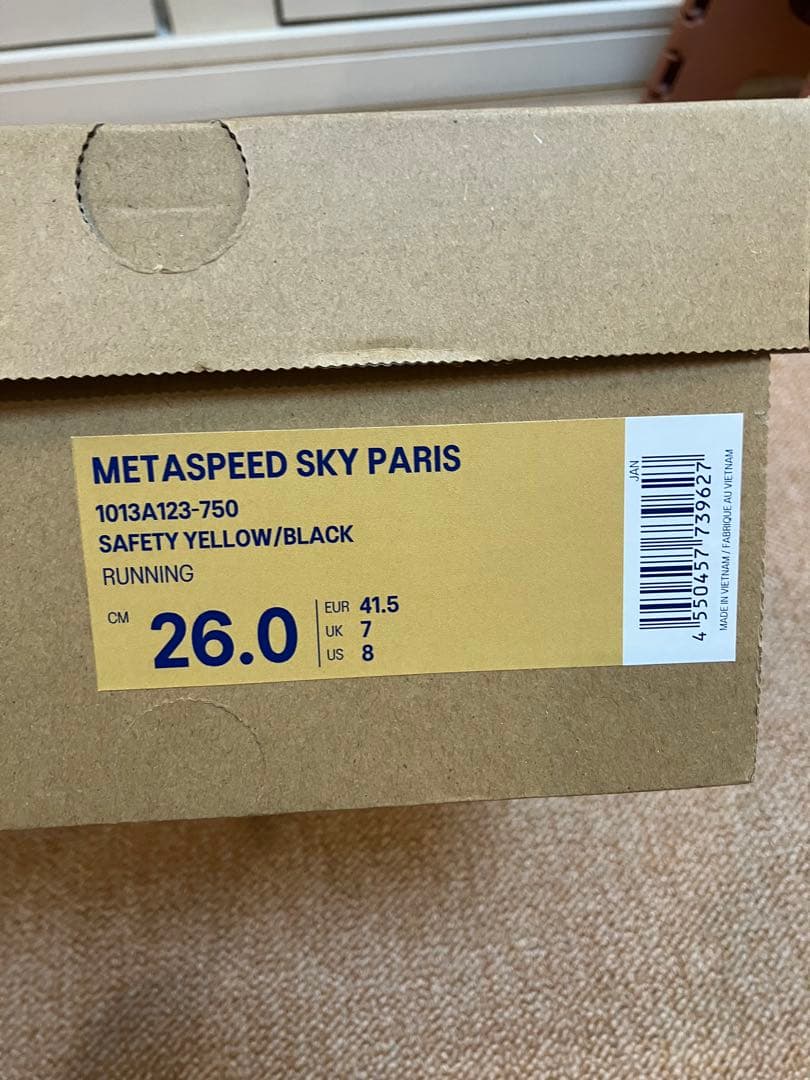 METASPEED SKY PARIS
1013A123-750
SAFETY YELLOW/BLACK
RUNNING
CM 26.0
EUR 41.5
UK 7
US 8
JAN
4 550457 739627
MADE IN VIETNAM / FABRIQUE AU VIETNAM